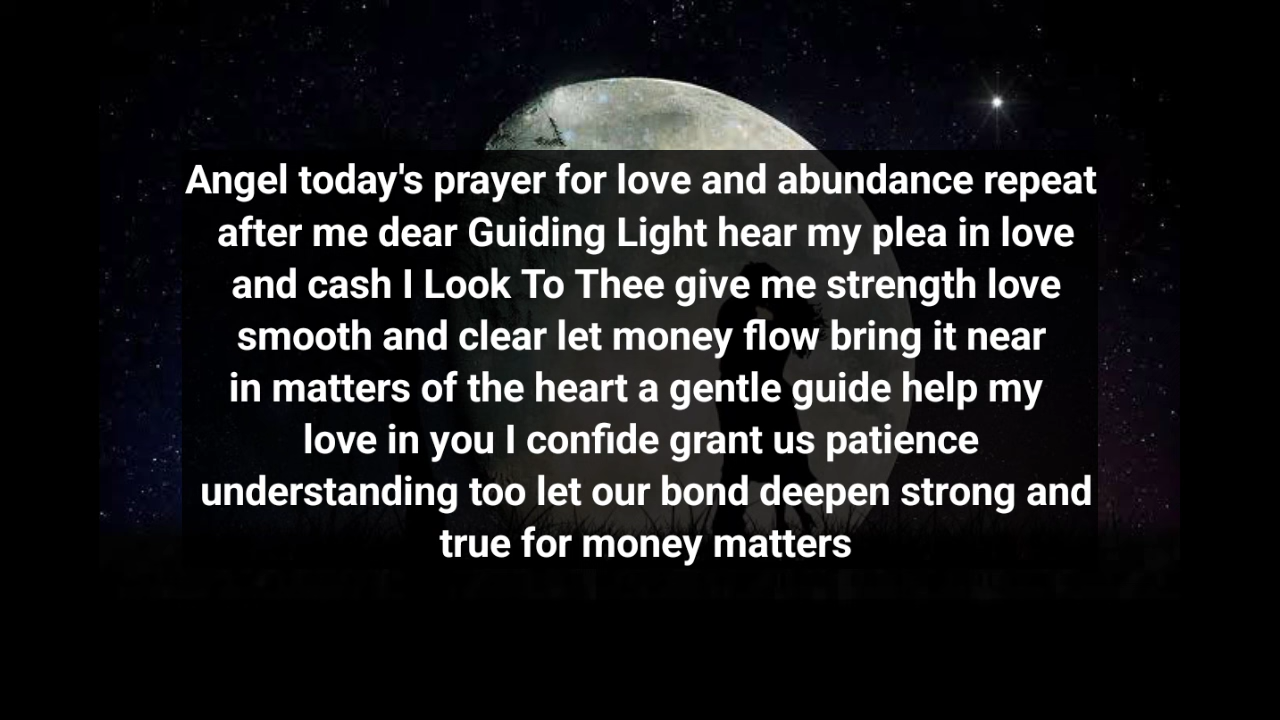 Angel today's prayer for love and abundance repeat
after me dear Guiding Light hear my plea in love
and cash I Look To Thee give me strength love
smooth and clear let money flow bring it near
in matters of the heart a gentle guide help my
love in you I confide grant us patience
understanding too let our bond deepen strong and
true for money matters